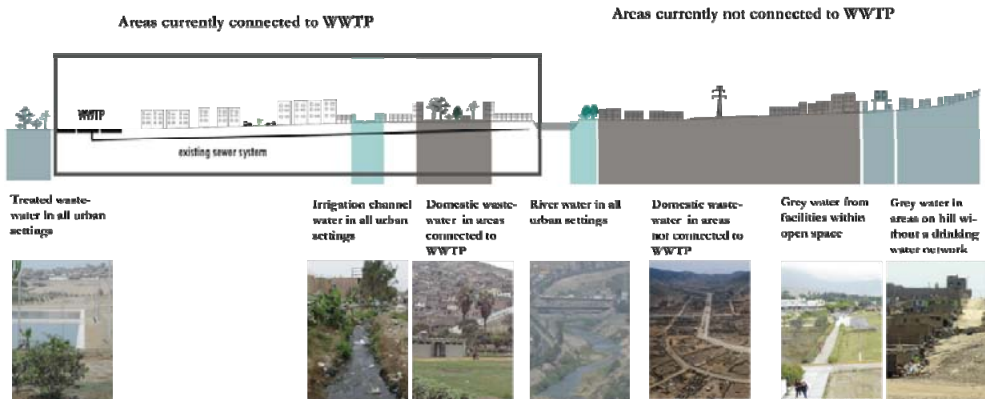 Areas currently connected to WWTP
Areas currently not connected to WWTP
WWTP
existing sewer system
Treated waste-
water in all urban
settings
Irrigation channel
water in all urban
settings
Domestic waste-
water in areas
connected to
WWTP
River water in all
urban settings
Domestic waste-
water in areas
not connected to
WWTP
Grey water from
facilities within
open space
Grey water in
areas on hill wi-
thout a drinking
water network